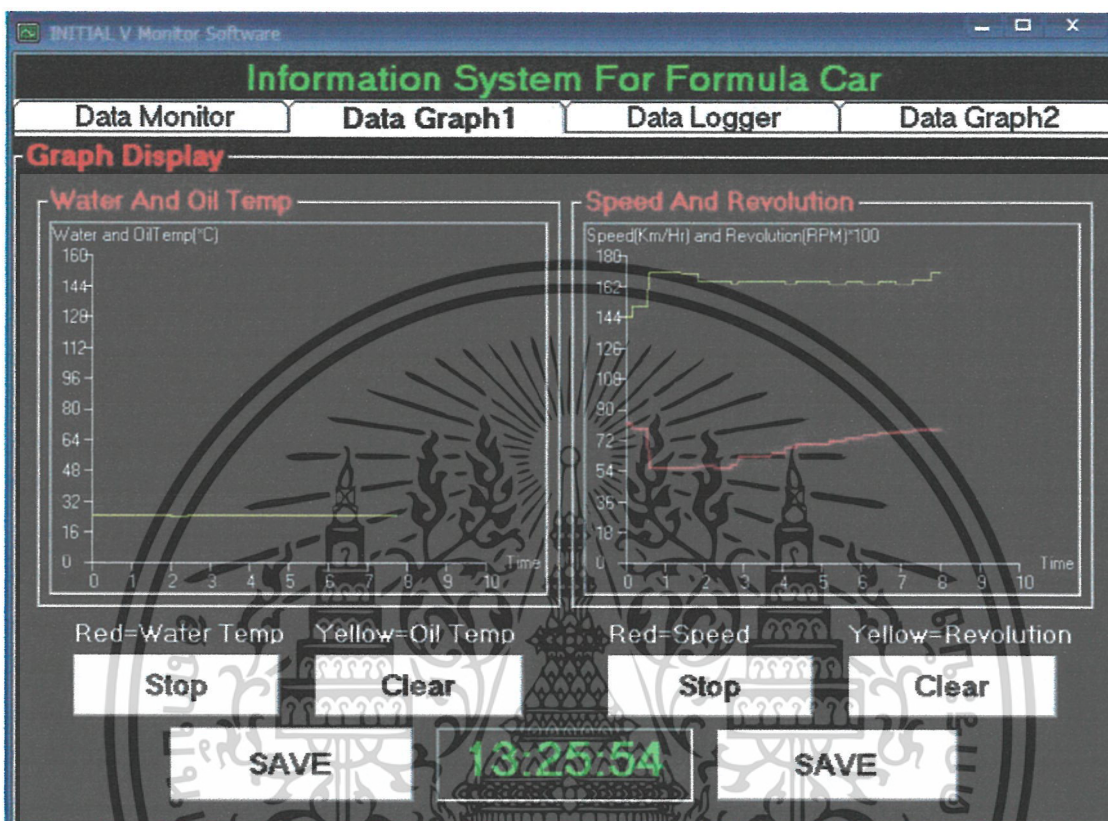 INITIAL V Monitor Software
Information System For Formula Car
Data Monitor Data Graph1 Data Logger Data Graph2
Graph Display
Water And Oil Temp
Water and OilTemp(°C)
160
144
128
112
96
80
64
48
32
16
0
0 1 2 3 4 5 6 7 8 9 10
Time
Speed And Revolution
Speed(Km/Hr) and Revolution(RPM)*100
180
162
144
126
108
90
72
54
36
18
0
0 1 2 3 4 5 6 7 8 9 10
Time
Red=Water Temp Yellow=Oil Temp Red=Speed Yellow=Revolution
Stop Clear Stop Clear
SAVE 13:25:54 SAVE